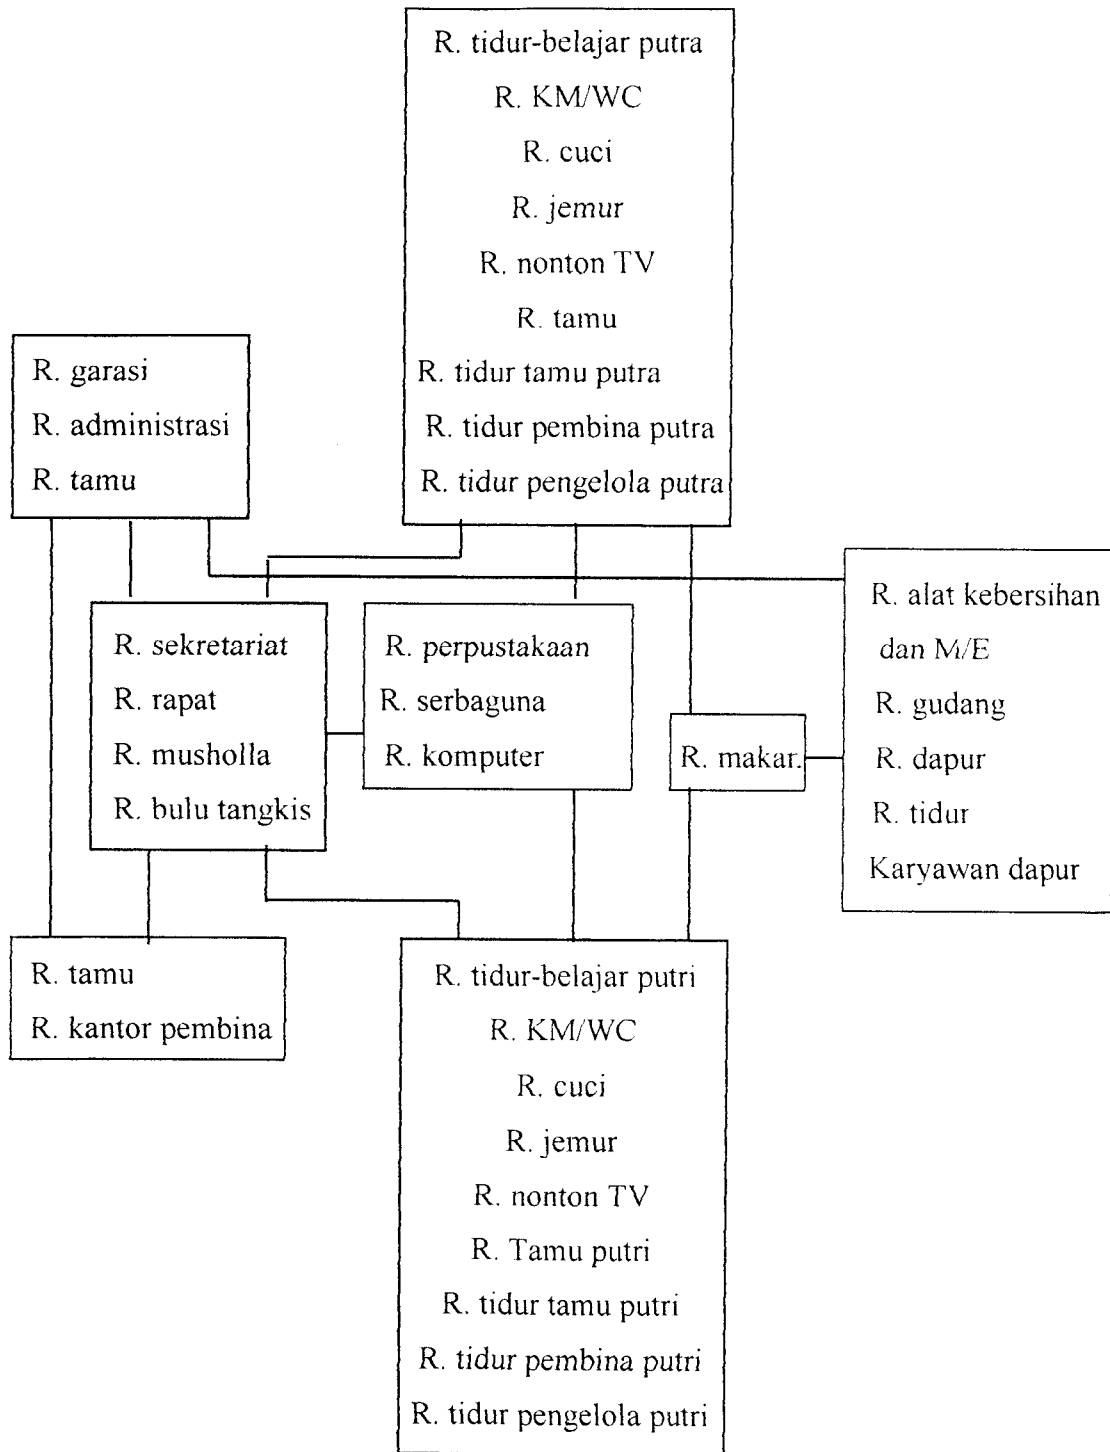 R. tidur-belajar putra
R. KM/WC
R. cuci
R. jemur
R. nonton TV
R. tamu
R. tidur tamu putra
R. tidur pembina putra
R. tidur pengelola putra
R. garasi
R. administrasi
R. tamu
R. sekretariat
R. rapat
R. musholla
R. bulu tangkis
R. perpustakaan
R. serbaguna
R. komputer
R. makar.
R. alat kebersihan
dan M/E
R. gudang
R. dapur
R. tidur
Karyawan dapur
R. tamu
R. kantor pembina
R. tidur-belajar putri
R. KM/WC
R. cuci
R. jemur
R. nonton TV
R. Tamu putri
R. tidur tamu putri
R. tidur pembina putri
R. tidur pengelola putri